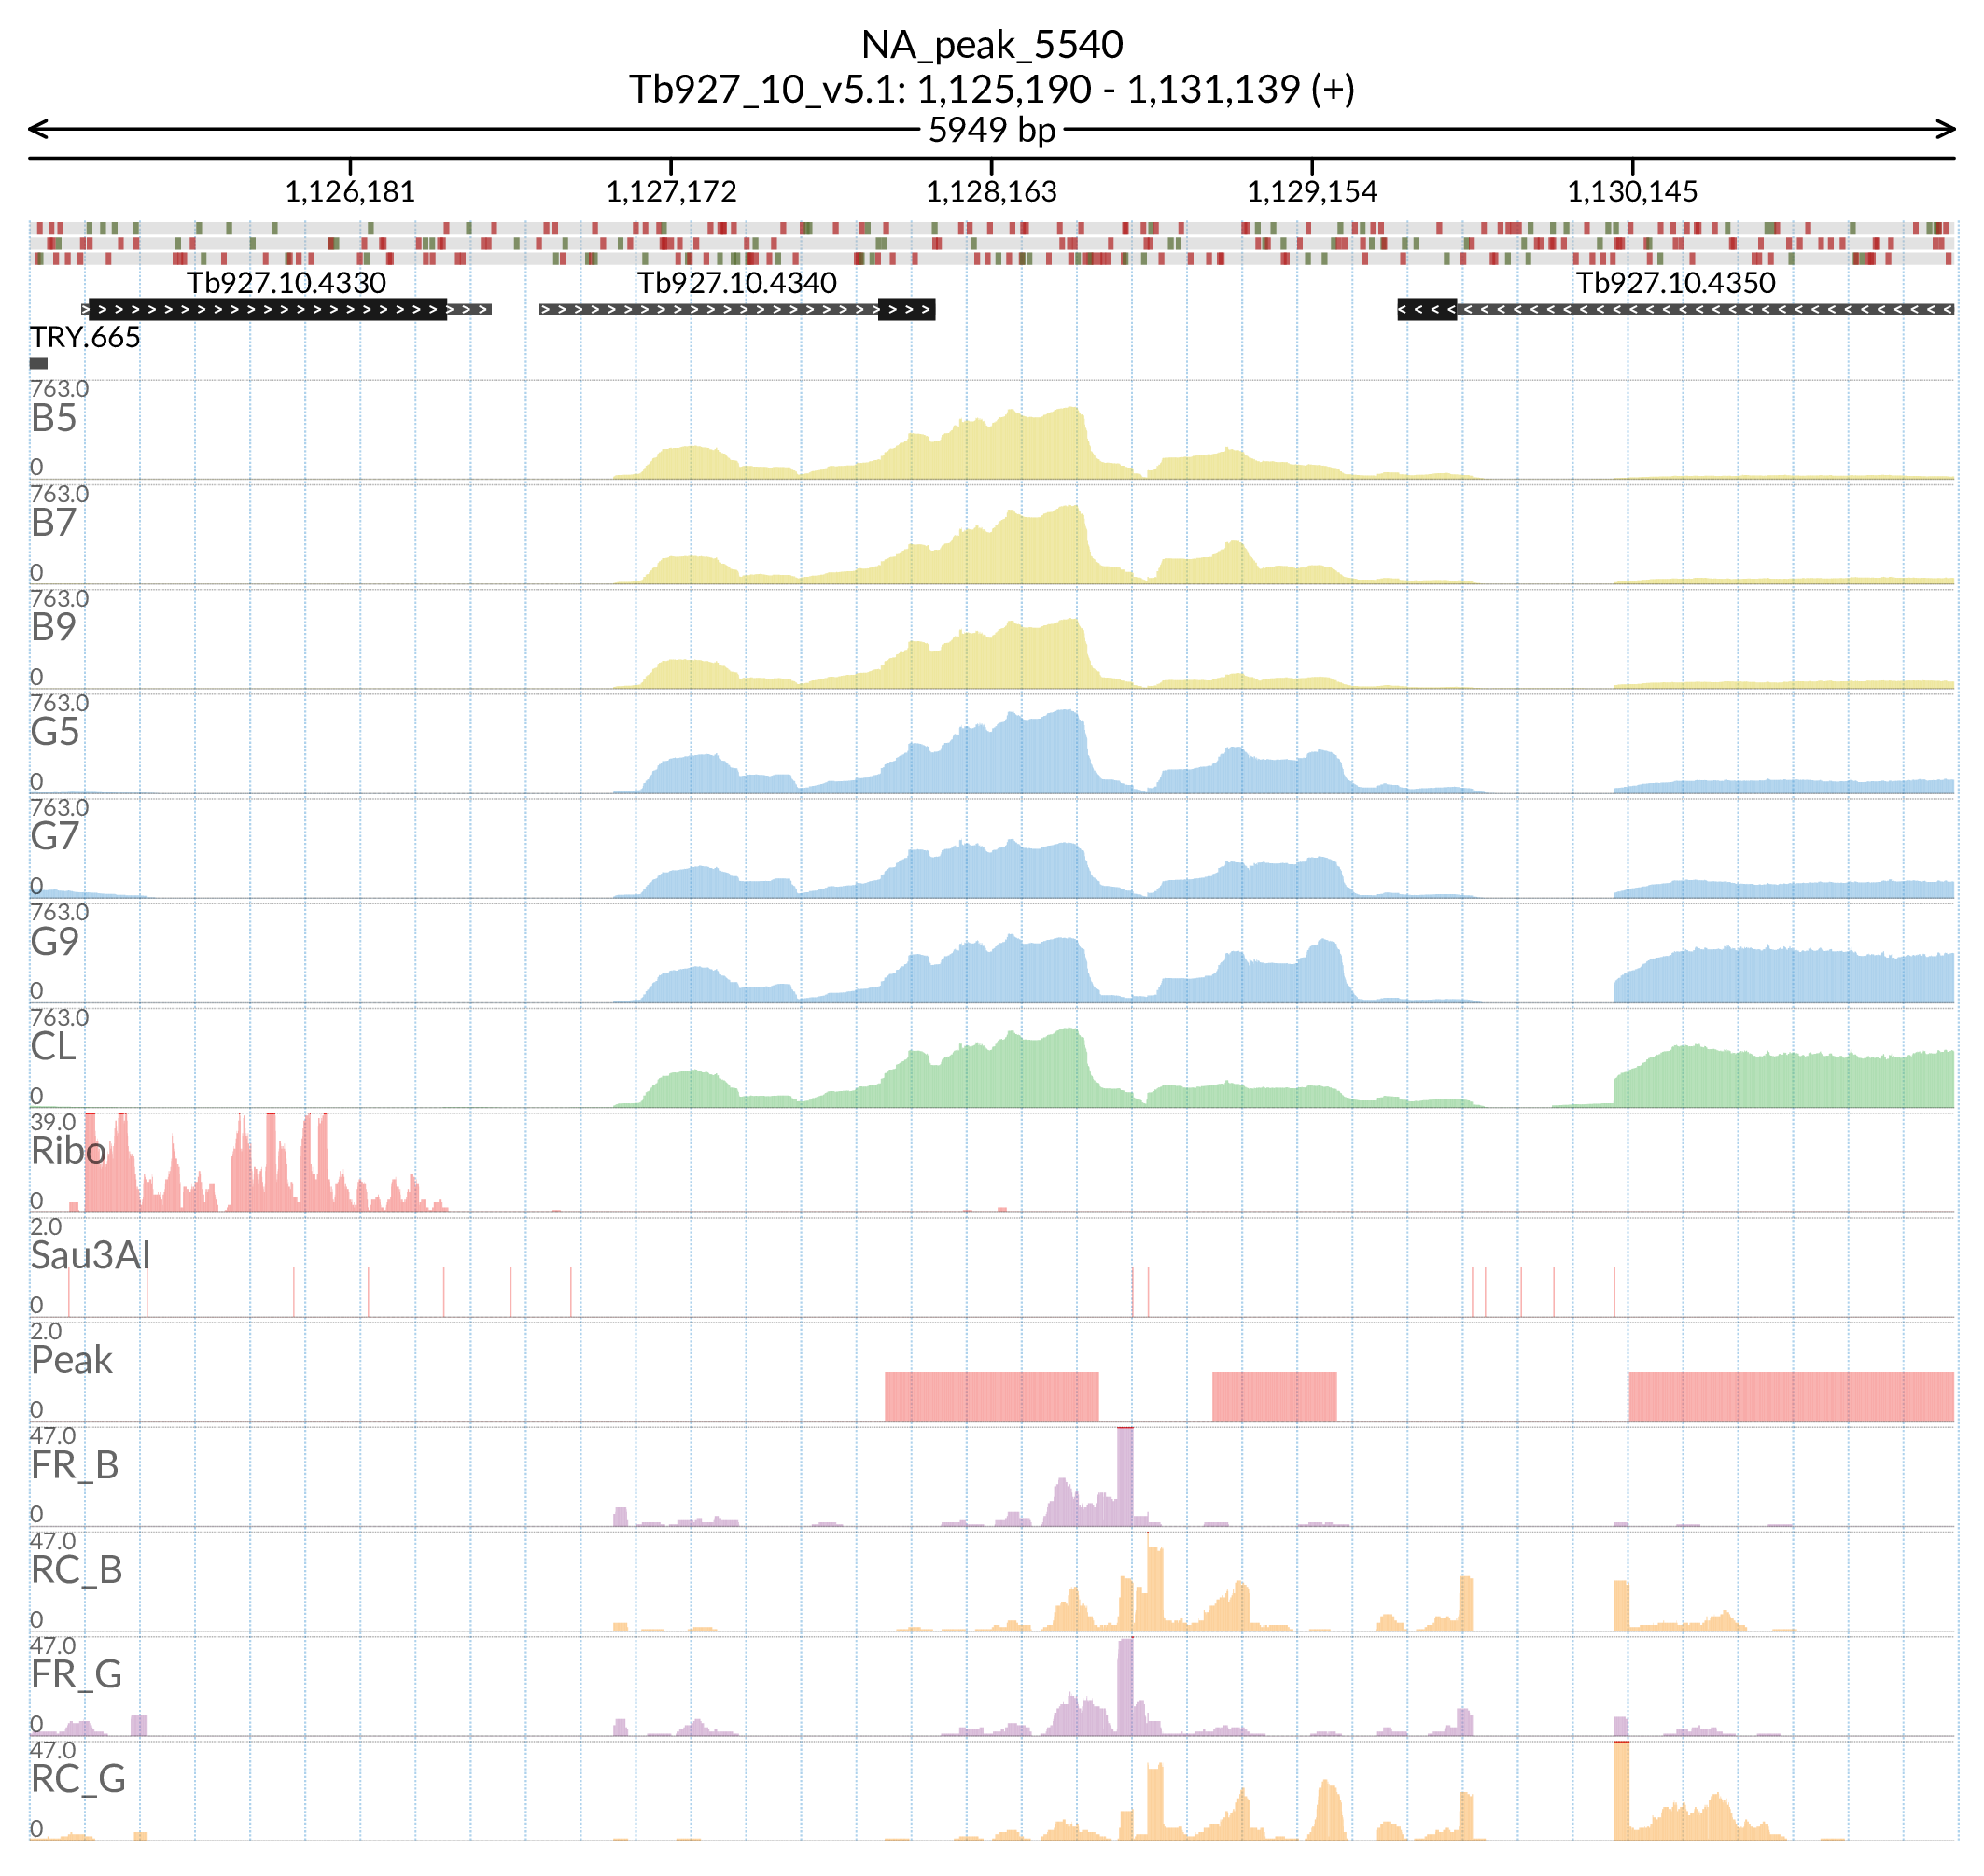 NA_peak_5540
Tb927_10_v5.1: 1,125,190 - 1,131,139 (+)
5949 bp
1,126,181 1,127,172 1,128,163 1,129,154 1,130,145
Tb927.10.4330 Tb927.10.4340 Tb927.10.4350
TRY.665
763.0
B5
0
763.0
B7
0
763.0
B9
0
763.0
G5
0
763.0
G7
0
763.0
G9
0
763.0
CL
0
39.0
Ribo
0
2.0
Sau3AI
0
2.0
Peak
0
47.0
FR_B
0
47.0
RC_B
0
47.0
FR_G
0
47.0
RC_G
0